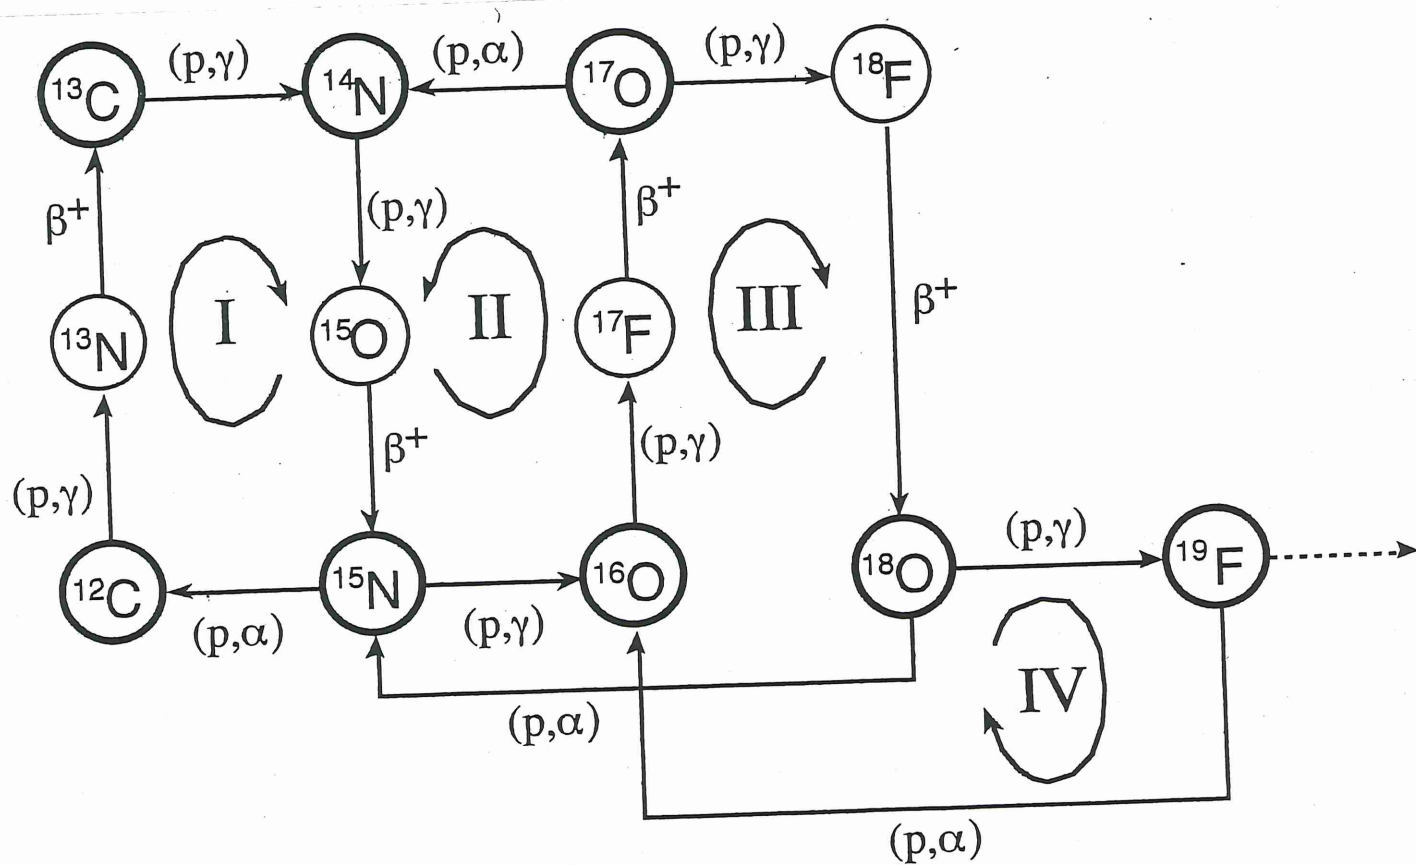 (p,γ) (p,α) (p,γ)
¹³C ¹⁴N ¹⁷O ¹⁸F
β⁺ (p,γ) β⁺
β⁺
¹³N I ¹⁵O II ¹⁷F III
(p,γ) β⁺ (p,γ)
(p,γ)
¹²C ¹⁵N ¹⁶O ¹⁸O ¹⁹F
(p,α) (p,γ)
IV
(p,α)
(p,α)